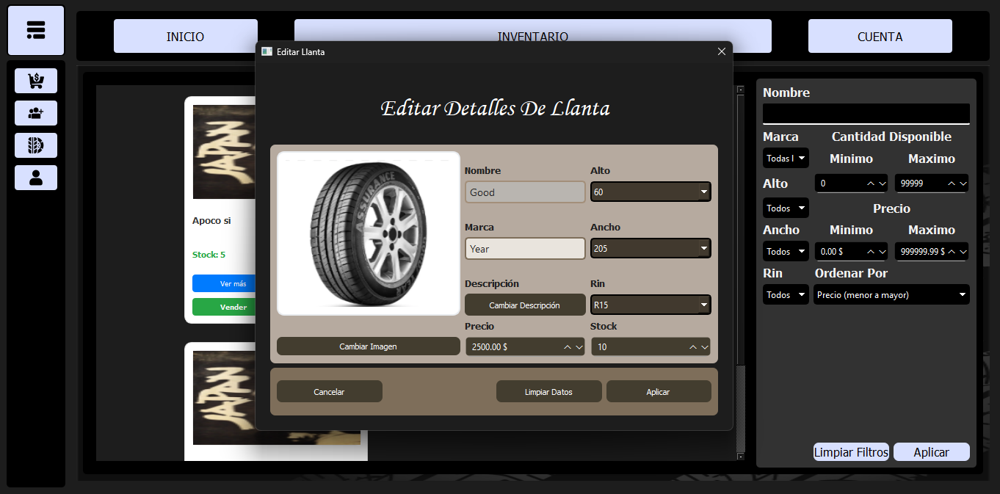 INICIO
INVENTARIO
CUENTA
Editar Llanta
Editar Detalles De Llanta
Nombre
Good
Alto
60
Marca
Year
Ancho
205
Descripción
Cambiar Descripción
Rin
R15
Precio
2500.00 $
Stock
10
Cambiar Imagen
Cancelar
Limpiar Datos
Aplicar
ASSURANCE
JAPAN
Apoco si
Stock: 5
Ver más
Vender
JAPAN
Nombre
Marca
Cantidad Disponible
Todas l
Minimo
Maximo
Alto
0
99999
Todos
Precio
Ancho
Minimo
Maximo
Todos
0.00 $
999999.99 $
Rin
Ordenar Por
Todos
Precio (menor a mayor)
Limpiar Filtros
Aplicar